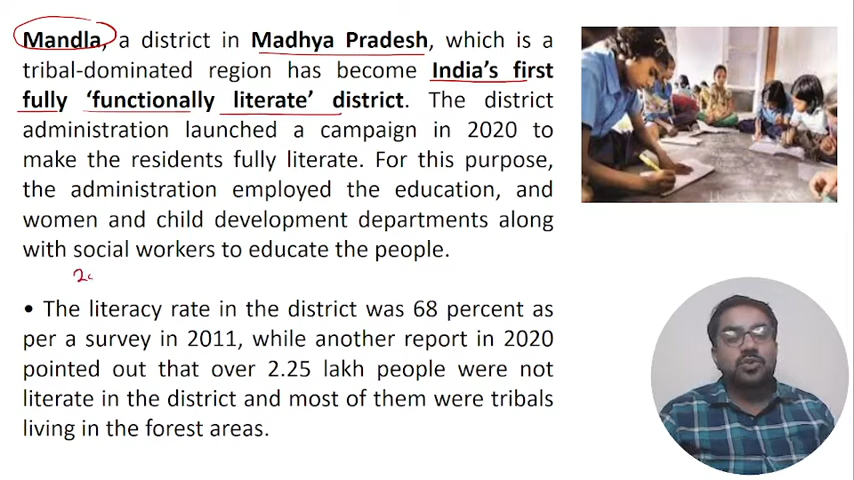 Mandla, a district in Madhya Pradesh, which is a
tribal-dominated region has become India's first
fully 'functionally literate' district. The district
administration launched a campaign in 2020 to
make the residents fully literate. For this purpose,
the administration employed the education, and
women and child development departments along
with social workers to educate the people.
• The literacy rate in the district was 68 percent as
per a survey in 2011, while another report in 2020
pointed out that over 2.25 lakh people were not
literate in the district and most of them were tribals
living in the forest areas.